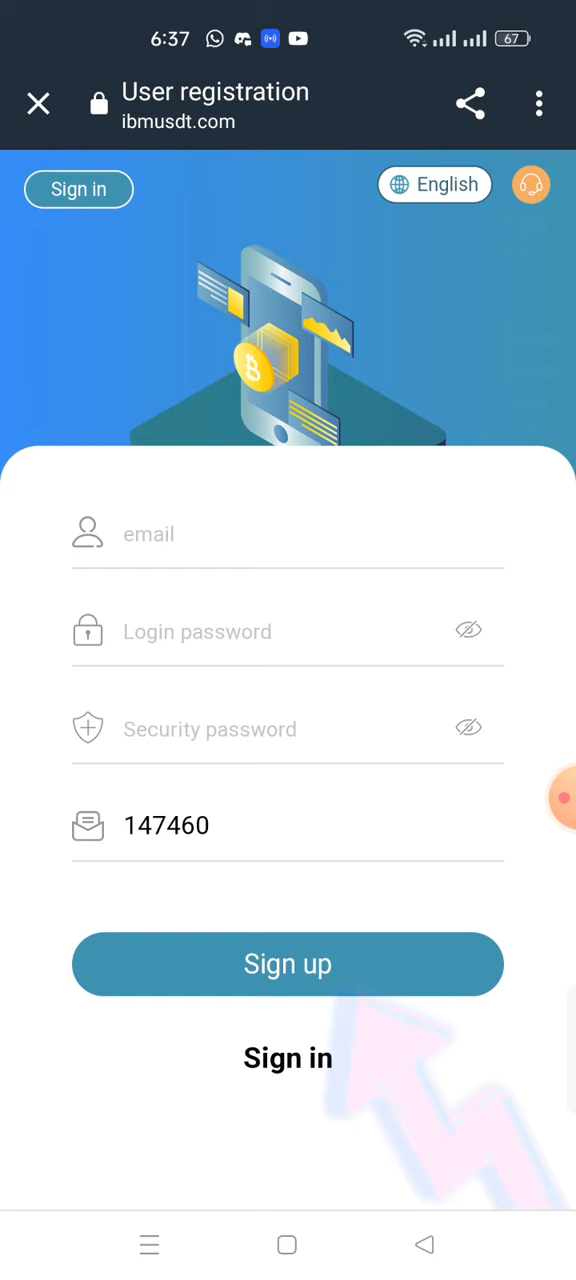 6:37
67
User registration
ibmusdt.com
Sign in
English
email
Login password
Security password
147460
Sign up
Sign in